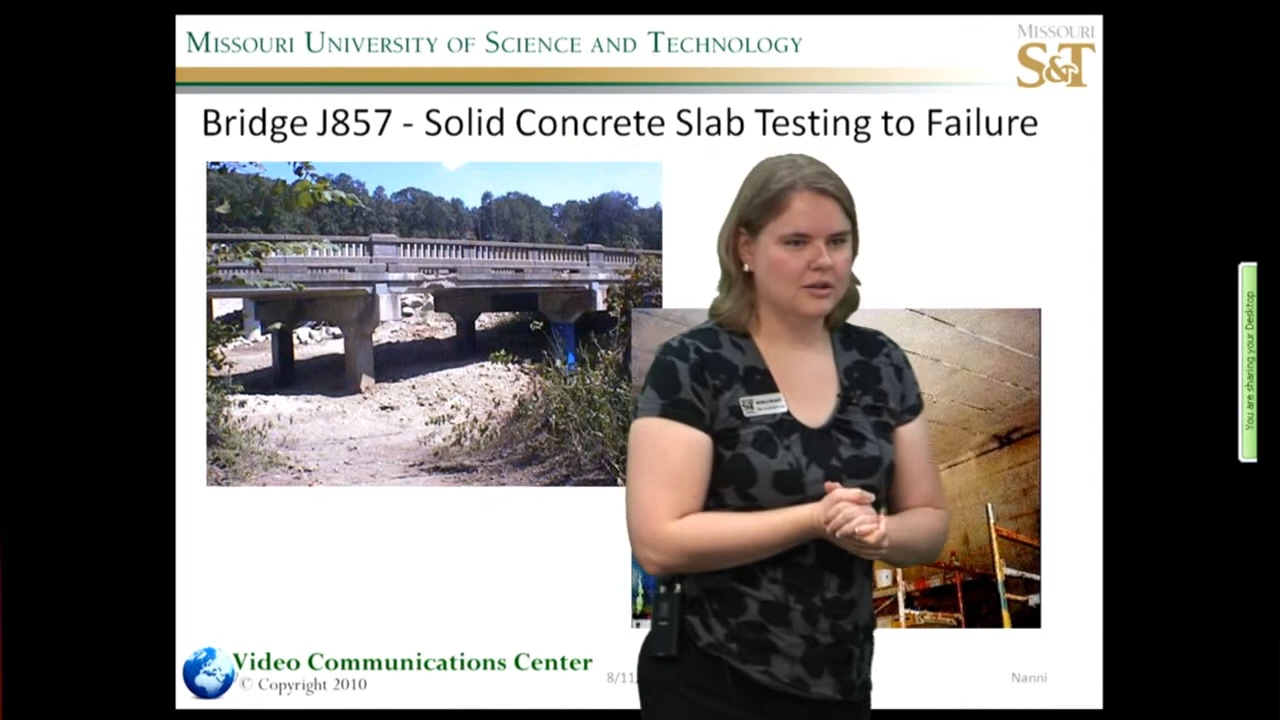 MISSOURI UNIVERSITY OF SCIENCE AND TECHNOLOGY
MISSOURI
S&T
Bridge J857 - Solid Concrete Slab Testing to Failure
You are sharing your Desktop
Video Communications Center
© Copyright 2010
8/11
Nanni